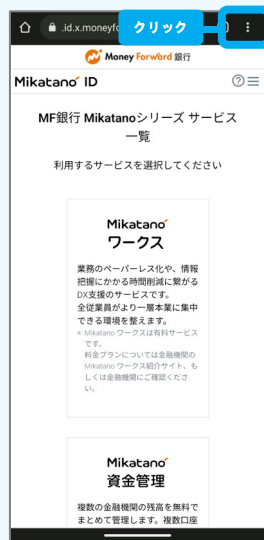 .id.x.moneyfo
クリック
Money Forward 銀行
Mikatano ID
MF銀行 Mikatanoシリーズ サービス
一覧
利用するサービスを選択してください
Mikatano
ワークス
業務のペーパーレス化や、情報
把握にかかる時間削減に繋がる
DX支援のサービスです。
全従業員がより一層本業に集中
できる環境を整えます。
※ Mikatano ワークスは有料サービス
です。
料金プランについては金融機関の
Mikatano ワークス紹介サイト、も
しくは金融機関にご確認くださ
い。
Mikatano
資金管理
複数の金融機関の残高を無料で
まとめて管理します。複数口座